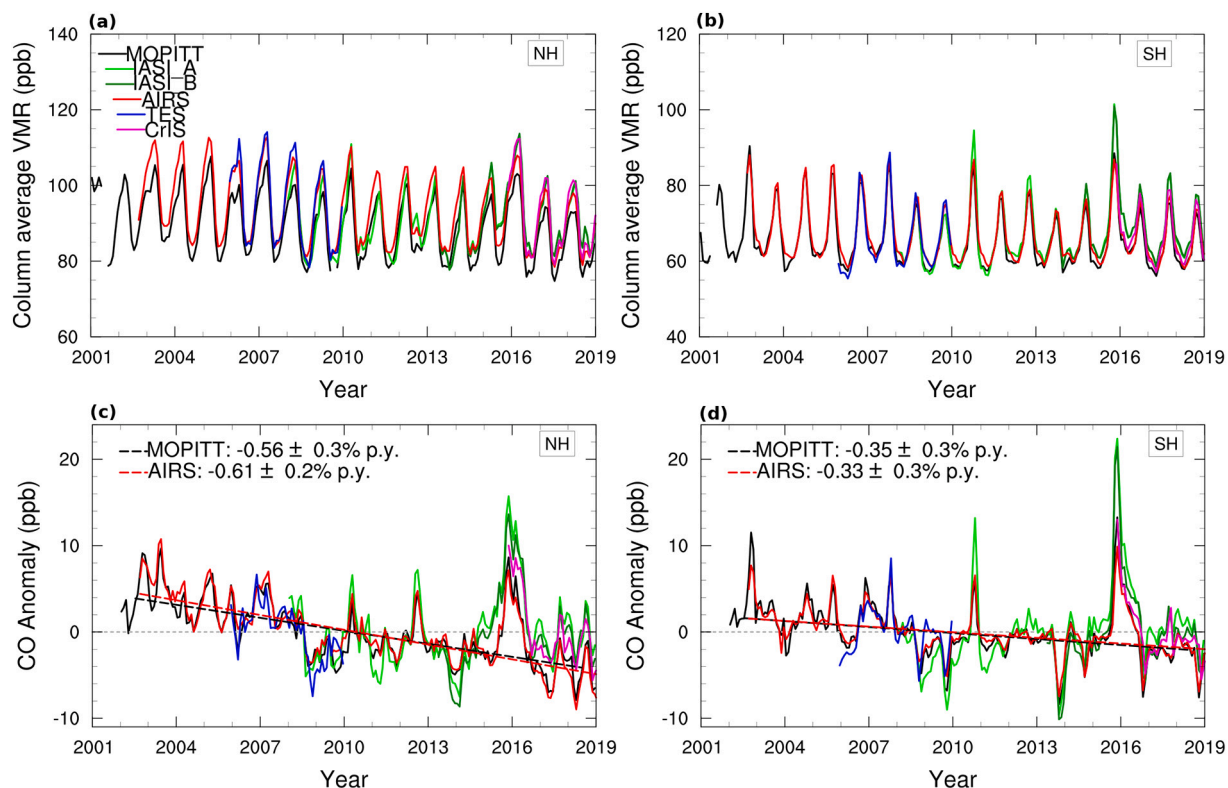 (a)
140
120
100
80
60
Column average VMR (ppb)
MOPITT
IASI_A
IASI_B
AIRS
TES
CrIS
NH
2001 2004 2007 2010 2013 2016 2019
Year
(b)
120
100
80
60
40
Column average VMR (ppb)
SH
2001 2004 2007 2010 2013 2016 2019
Year
(c)
20
10
0
-10
CO Anomaly (ppb)
MOPITT: -0.56 ± 0.3% p.y.
AIRS: -0.61 ± 0.2% p.y.
NH
2001 2004 2007 2010 2013 2016 2019
Year
(d)
20
10
0
-10
CO Anomaly (ppb)
MOPITT: -0.35 ± 0.3% p.y.
AIRS: -0.33 ± 0.3% p.y.
SH
2001 2004 2007 2010 2013 2016 2019
Year